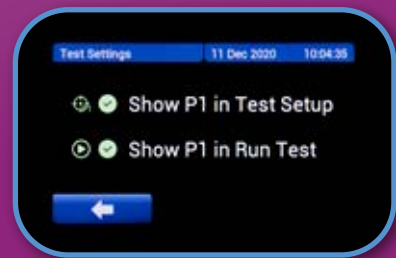 Test Settings 11 Dec 2020 10:04:35
Show P1 in Test Setup
Show P1 in Run Test